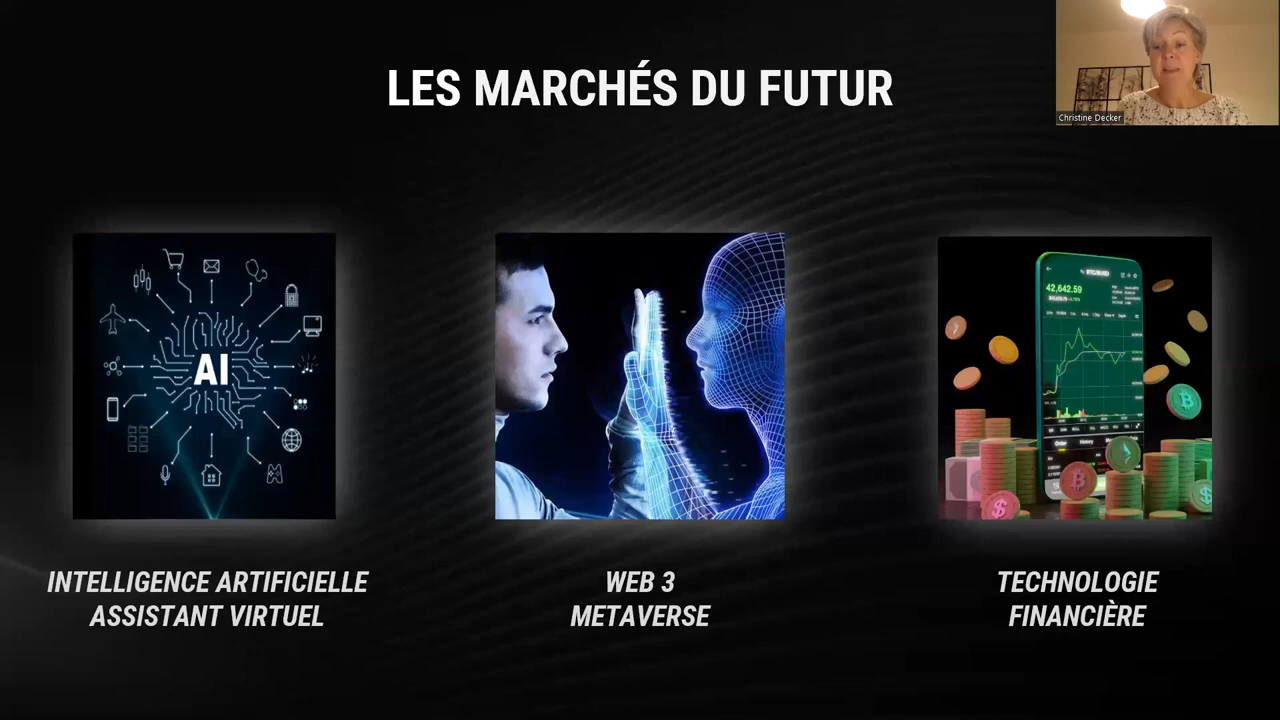 LES MARCHÉS DU FUTUR
Christine Decker
AI
42,642.59
INTELLIGENCE ARTIFICIELLE
ASSISTANT VIRTUEL
WEB 3
METAVERSE
TECHNOLOGIE
FINANCIÈRE